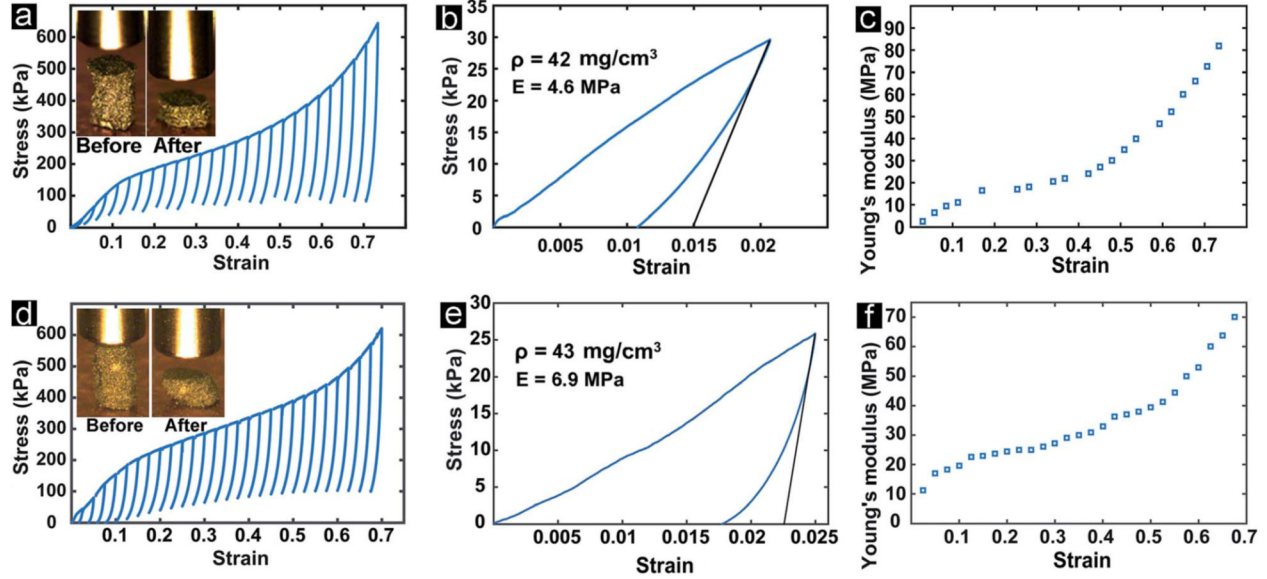 a
Stress (kPa)
600
500
400
300
200
100
0
Before After
0.1 0.2 0.3 0.4 0.5 0.6 0.7
Strain
b
Stress (kPa)
35
30
25
20
15
10
5
0
ρ = 42 mg/cm³
E = 4.6 MPa
0.005 0.01 0.015 0.02
Strain
c
Young's modulus (MPa)
90
80
70
60
50
40
30
20
10
0
0.1 0.2 0.3 0.4 0.5 0.6 0.7
Strain
d
Stress (kPa)
600
500
400
300
200
100
0
Before After
0.1 0.2 0.3 0.4 0.5 0.6 0.7
Strain
e
Stress (kPa)
30
25
20
15
10
5
0
ρ = 43 mg/cm³
E = 6.9 MPa
0.005 0.01 0.015 0.02 0.025
Strain
f
Young's modulus (MPa)
70
60
50
40
30
20
10
0
0.1 0.2 0.3 0.4 0.5 0.6 0.7
Strain